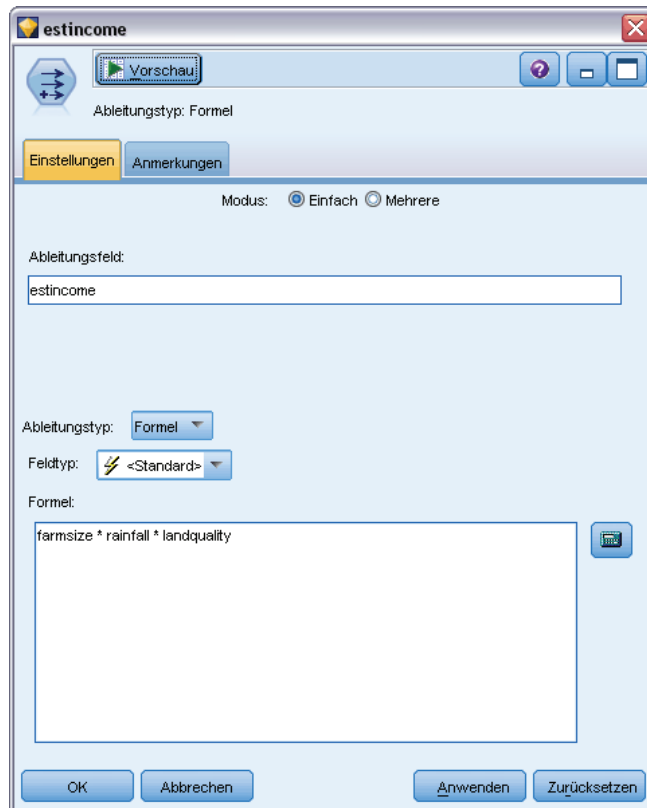 estincome
Vorschau
Ableitungstyp: Formel
Einstellungen Anmerkungen
Modus: Einfach Mehrere
Ableitungsfeld:
estincome
Ableitungstyp: Formel
Feldtyp: <Standard>
Formel:
farmsize * rainfall * landquality
OK Abbrechen Anwenden Zurücksetzen